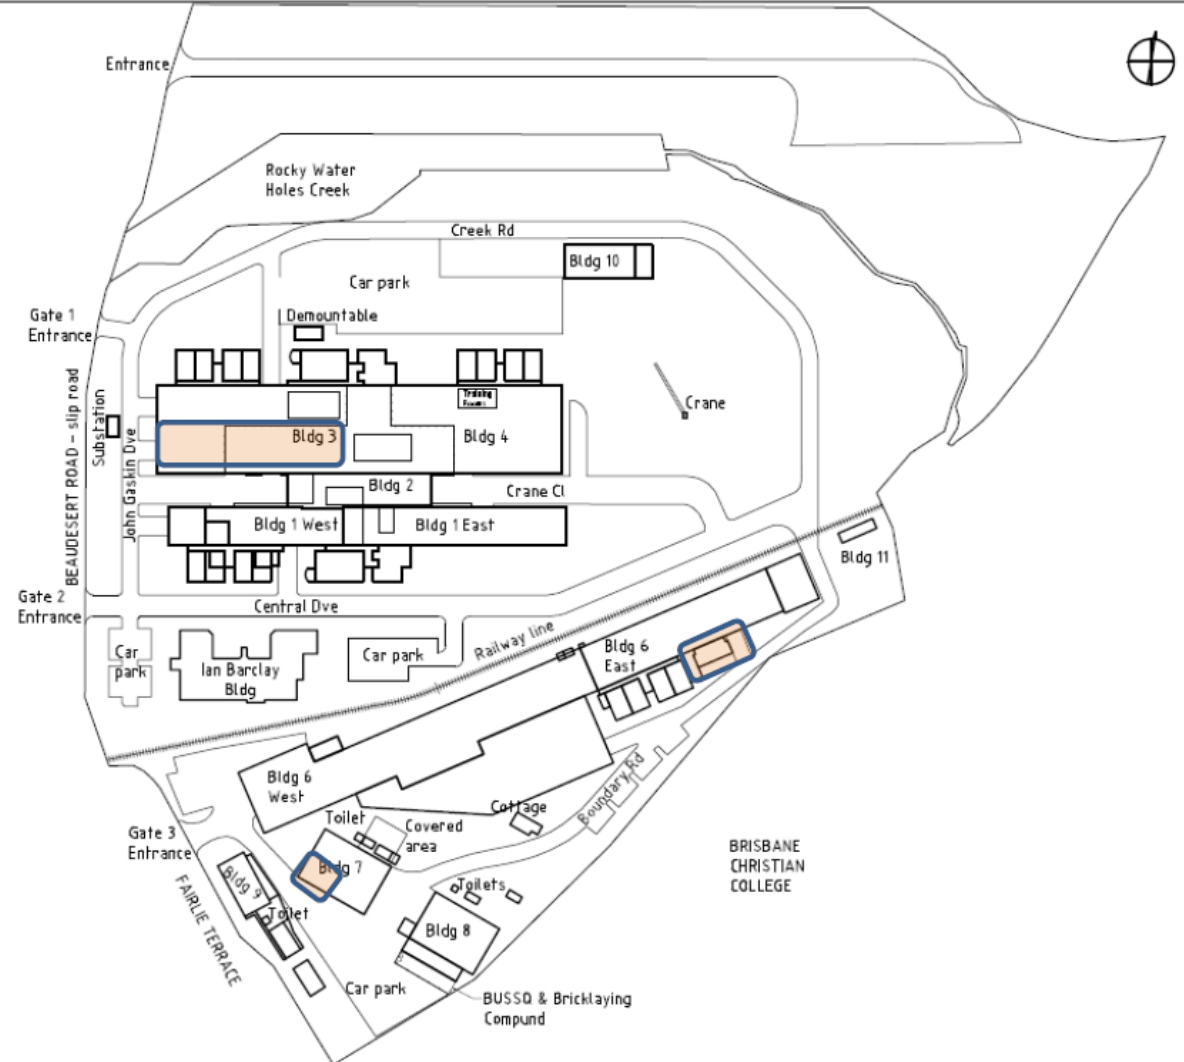 Entrance
Rocky Water
Holes Creek
Creek Rd
Bldg 10
Car park
Gate 1
Entrance
Demountable
Training
Rooms
Crane
Substation
BEAUDESERT ROAD - slip road
John Gaskin Dve
Bldg 3
Bldg 4
Bldg 2
Crane Cl
Bldg 1 West
Bldg 1 East
Bldg 11
Gate 2
Entrance
Central Dve
Car
park
Ian Barclay
Bldg
Car park
Railway line
Bldg 6
East
Bldg 6
West
Boundary Rd
Cottage
Toilet
Covered
area
Gate 3
Entrance
Bldg 7
BRISBANE
CHRISTIAN
COLLEGE
Bldg 9
Toilet
Toilets
FAIRLIE TERRACE
Bldg 8
Car park
BUSSQ & Bricklaying
Compund